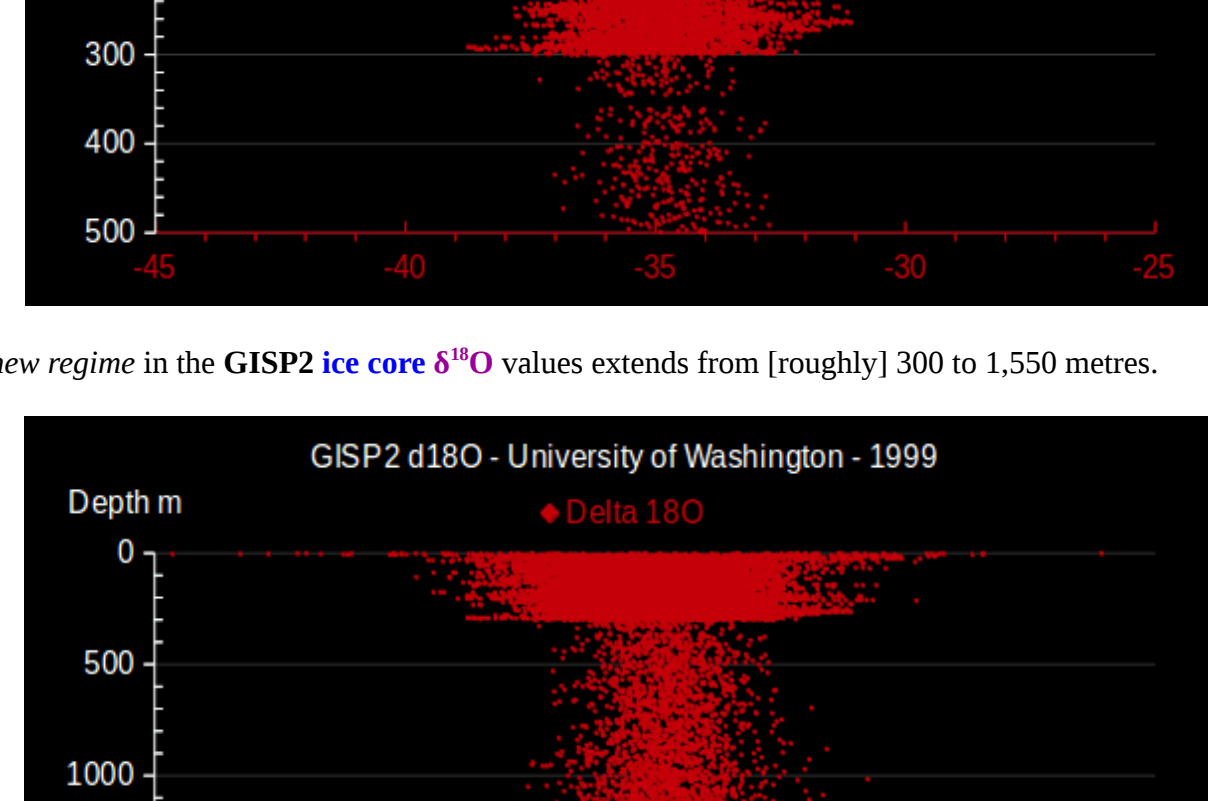 300
400
500
-45 -40 -35 -30 -25
new regime in the GISP2 ice core δ18O values extends from [roughly] 300 to 1,550 metres.
GISP2 d18O - University of Washington - 1999
Depth m
Delta 18O
0
500
1000